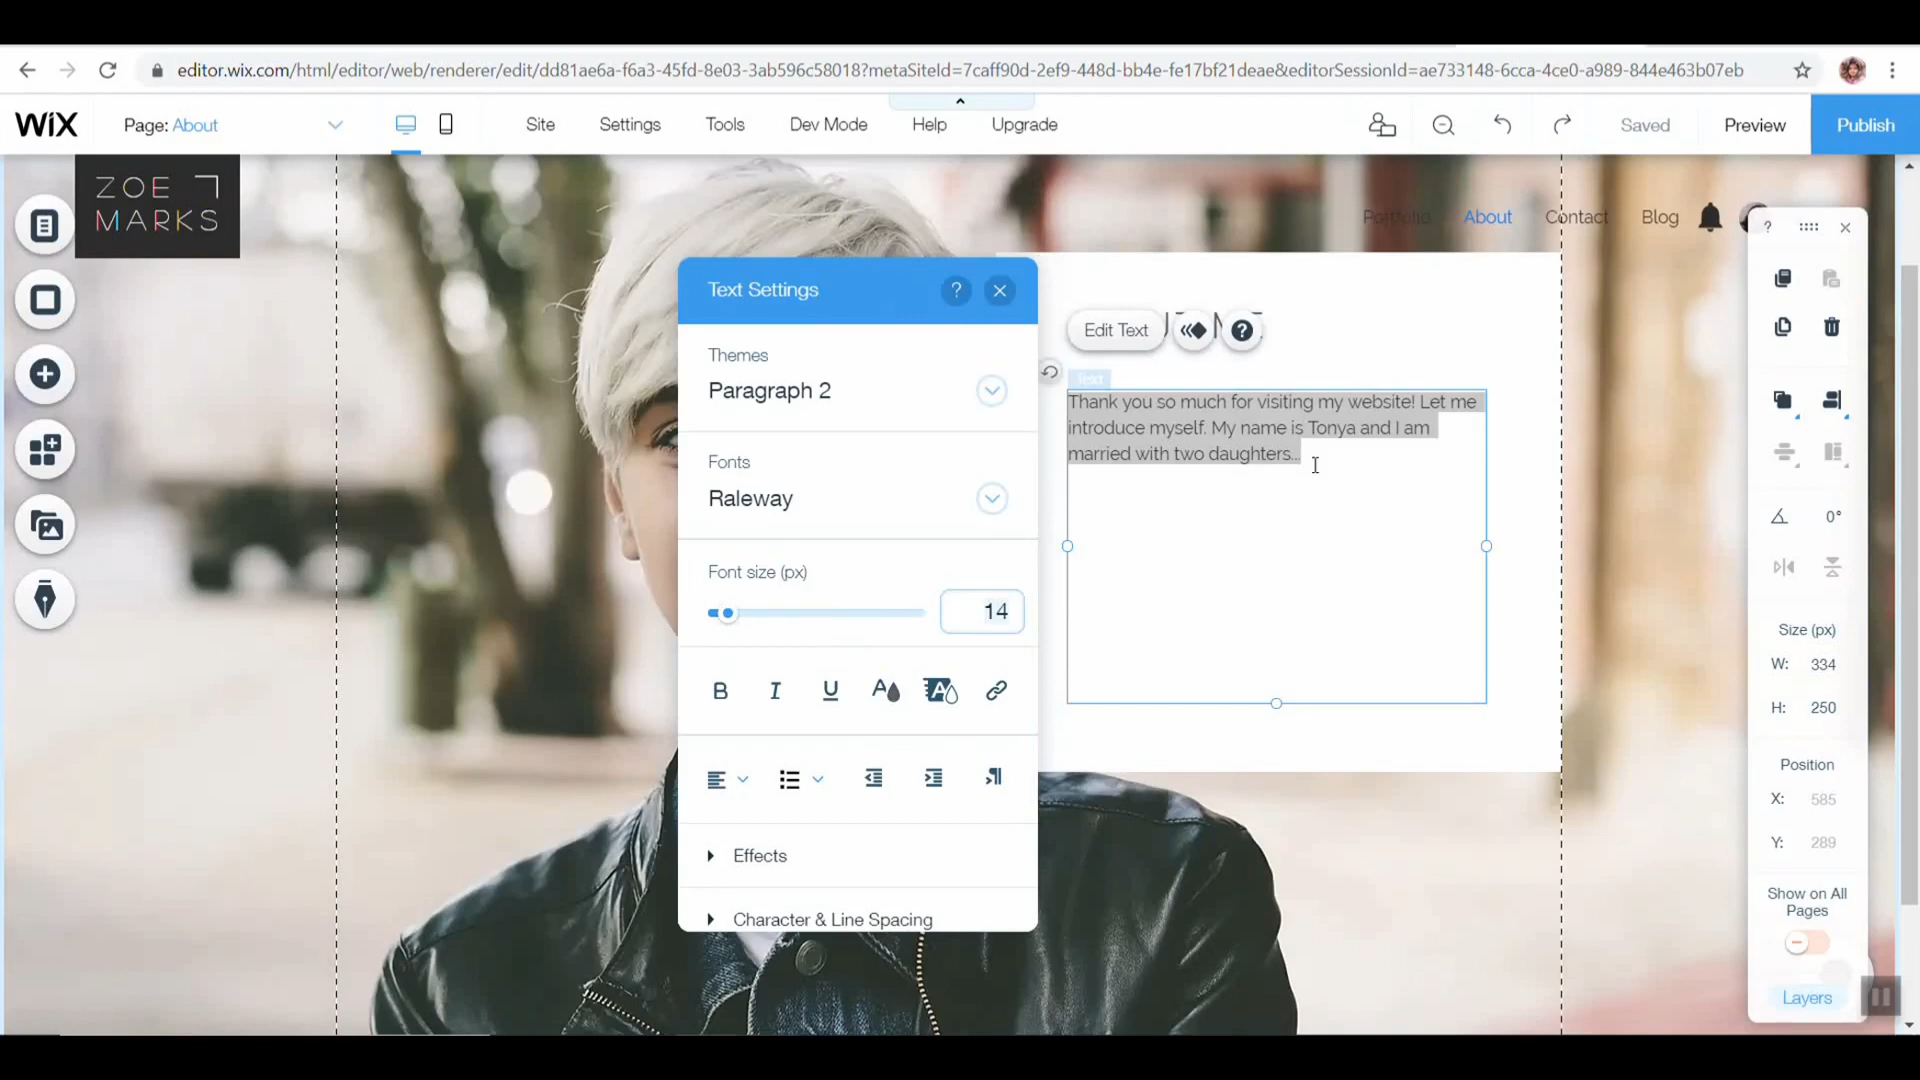 editor.wix.com/html/editor/web/renderer/edit/dd81ae6a-f6a3-45fd-8e03-3ab596c58018?metaSiteId=7caff90d-2ef9-448d-bb4e-fe17bf21deae&editorSessionId=ae733148-6cca-4ce0-a989-844e463b07eb
WiX Page: About Site Settings Tools Dev Mode Help Upgrade Saved Preview Publish
ZOE
MARKS
Portfolio About Contact Blog
Text Settings ?
Themes
Paragraph 2
Fonts
Raleway
Font size (px)
14
B I U A A
Effects
Character & Line Spacing
Edit Text ?
Text
Thank you so much for visiting my website! Let me
introduce myself. My name is Tonya and I am
married with two daughters...
?
0°
Size (px)
W: 334
H: 250
Position
X: 585
Y: 289
Show on All
Pages
Layers